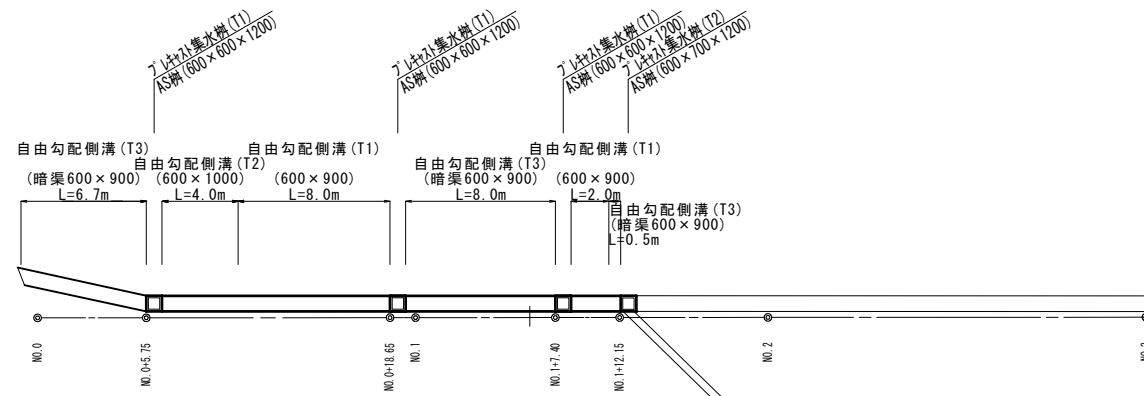 プレキャスト集水桝(T1)
AS桝(600×600×1200)
プレキャスト集水桝(T1)
AS桝(600×600×1200)
プレキャスト集水桝(T1)
AS桝(600×600×1200)
プレキャスト集水桝(T2)
AS桝(600×700×1200)
自由勾配側溝(T3)
(暗渠600×900)
L=6.7m
自由勾配側溝(T2)
(600×1000)
L=4.0m
自由勾配側溝(T1)
(600×900)
L=8.0m
自由勾配側溝(T3)
(暗渠600×900)
L=8.0m
自由勾配側溝(T1)
(600×900)
L=2.0m
自由勾配側溝(T3)
(暗渠600×900)
L=0.5m
NO.0
NO.0+5.75
NO.0+18.65
NO.1
NO.1+7.40
NO.1+12.15
NO.2